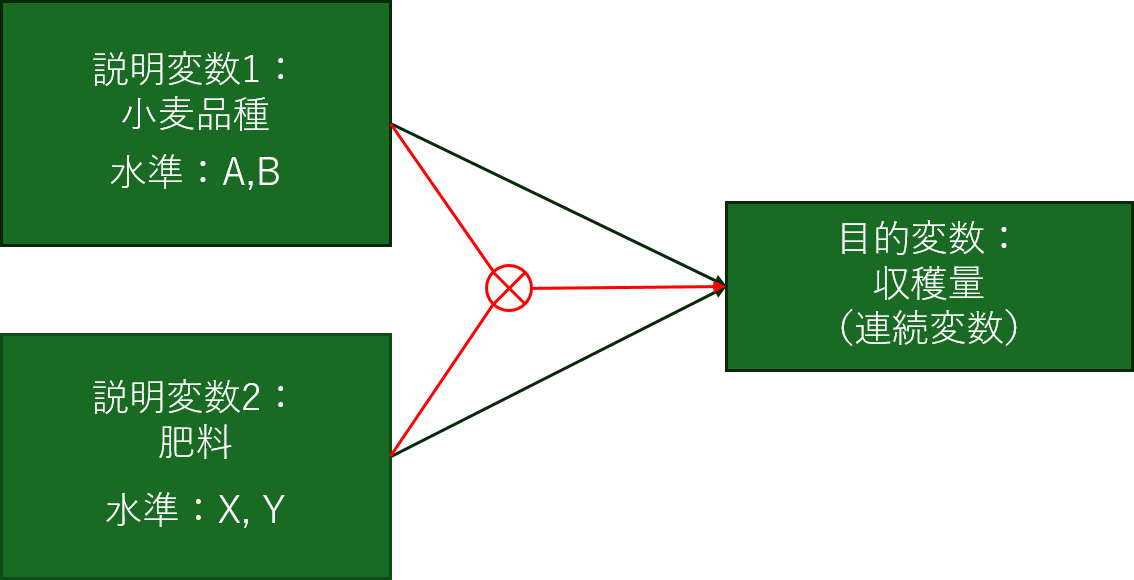 説明変数1：
小麦品種
水準：A,B
説明変数2：
肥料
水準：X, Y
目的変数：
収穫量
（連続変数）